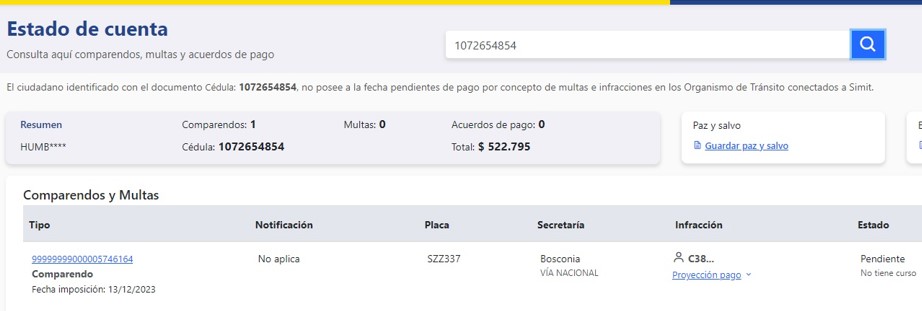 Estado de cuenta
Consulta aquí comparendos, multas y acuerdos de pago
1072654854
El ciudadano identificado con el documento Cédula: 1072654854, no posee a la fecha pendientes de pago por concepto de multas e infracciones en los Organismo de Tránsito conectados a Simit.
Resumen Comparendos: 1 Multas: 0 Acuerdos de pago: 0
HUMB**** Cédula: 1072654854 Total: $ 522.795
Paz y salvo
Guardar paz y salvo
Comparendos y Multas
Tipo Notificación Placa Secretaría Infracción Estado
99999999000005746164 No aplica SZZ337 Bosconia C38... Pendiente
Comparendo VÍA NACIONAL Proyección pago No tiene curso
Fecha imposición: 13/12/2023